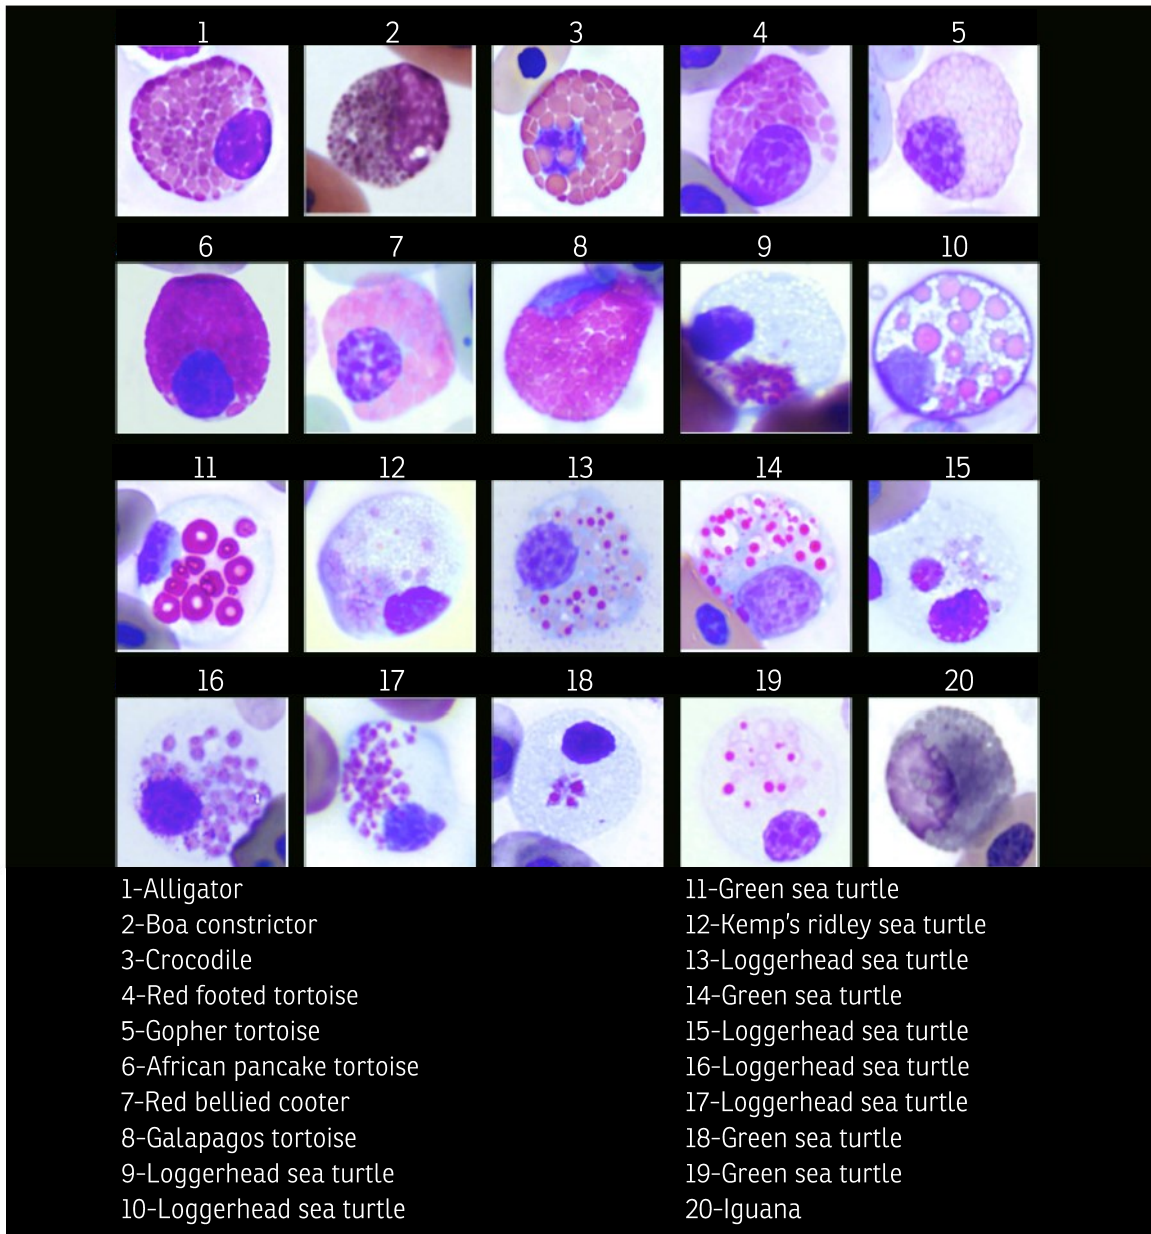 1 2 3 4 5
6 7 8 9 10
11 12 13 14 15
16 17 18 19 20
1-Alligator
2-Boa constrictor
3-Crocodile
4-Red footed tortoise
5-Gopher tortoise
6-African pancake tortoise
7-Red bellied cooter
8-Galapagos tortoise
9-Loggerhead sea turtle
10-Loggerhead sea turtle
11-Green sea turtle
12-Kemp's ridley sea turtle
13-Loggerhead sea turtle
14-Green sea turtle
15-Loggerhead sea turtle
16-Loggerhead sea turtle
17-Loggerhead sea turtle
18-Green sea turtle
19-Green sea turtle
20-Iguana